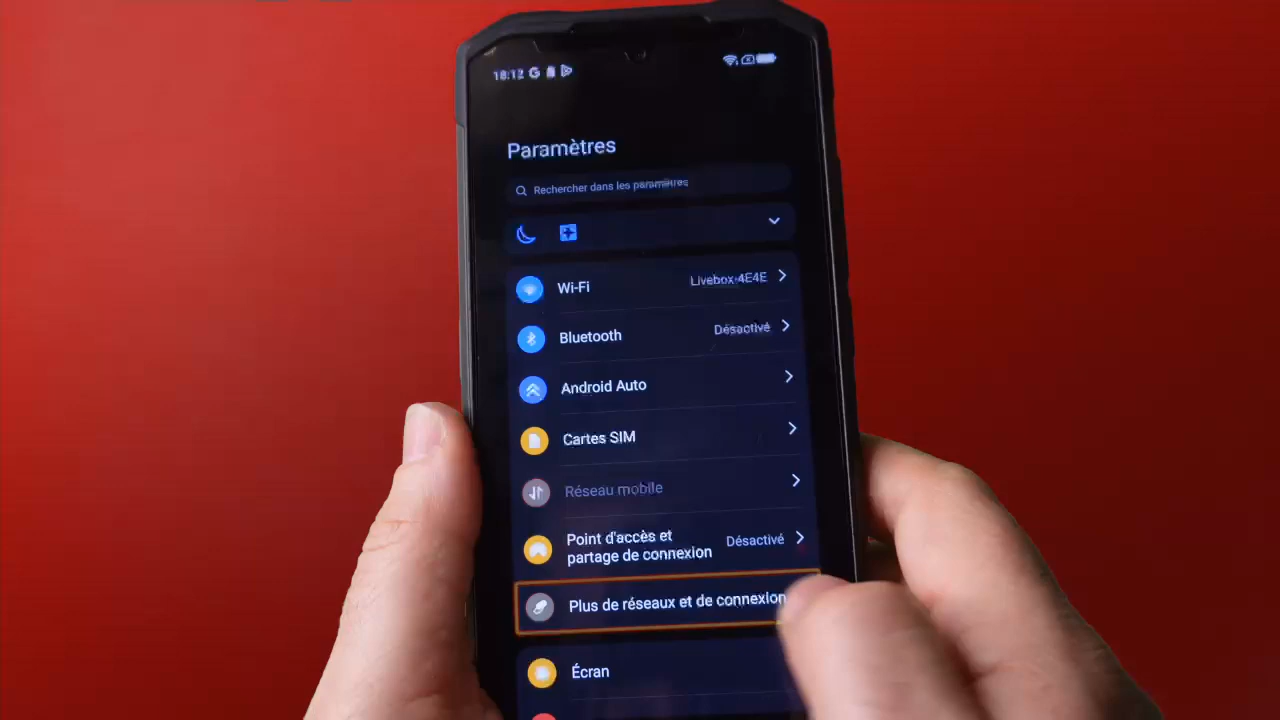 18:12
Paramètres
Rechercher dans les paramètres
Wi-Fi Livebox-4E4E
Bluetooth Désactivé
Android Auto
Cartes SIM
Réseau mobile
Point d'accès et
partage de connexion Désactivé
Plus de réseaux et de connexion
Écran